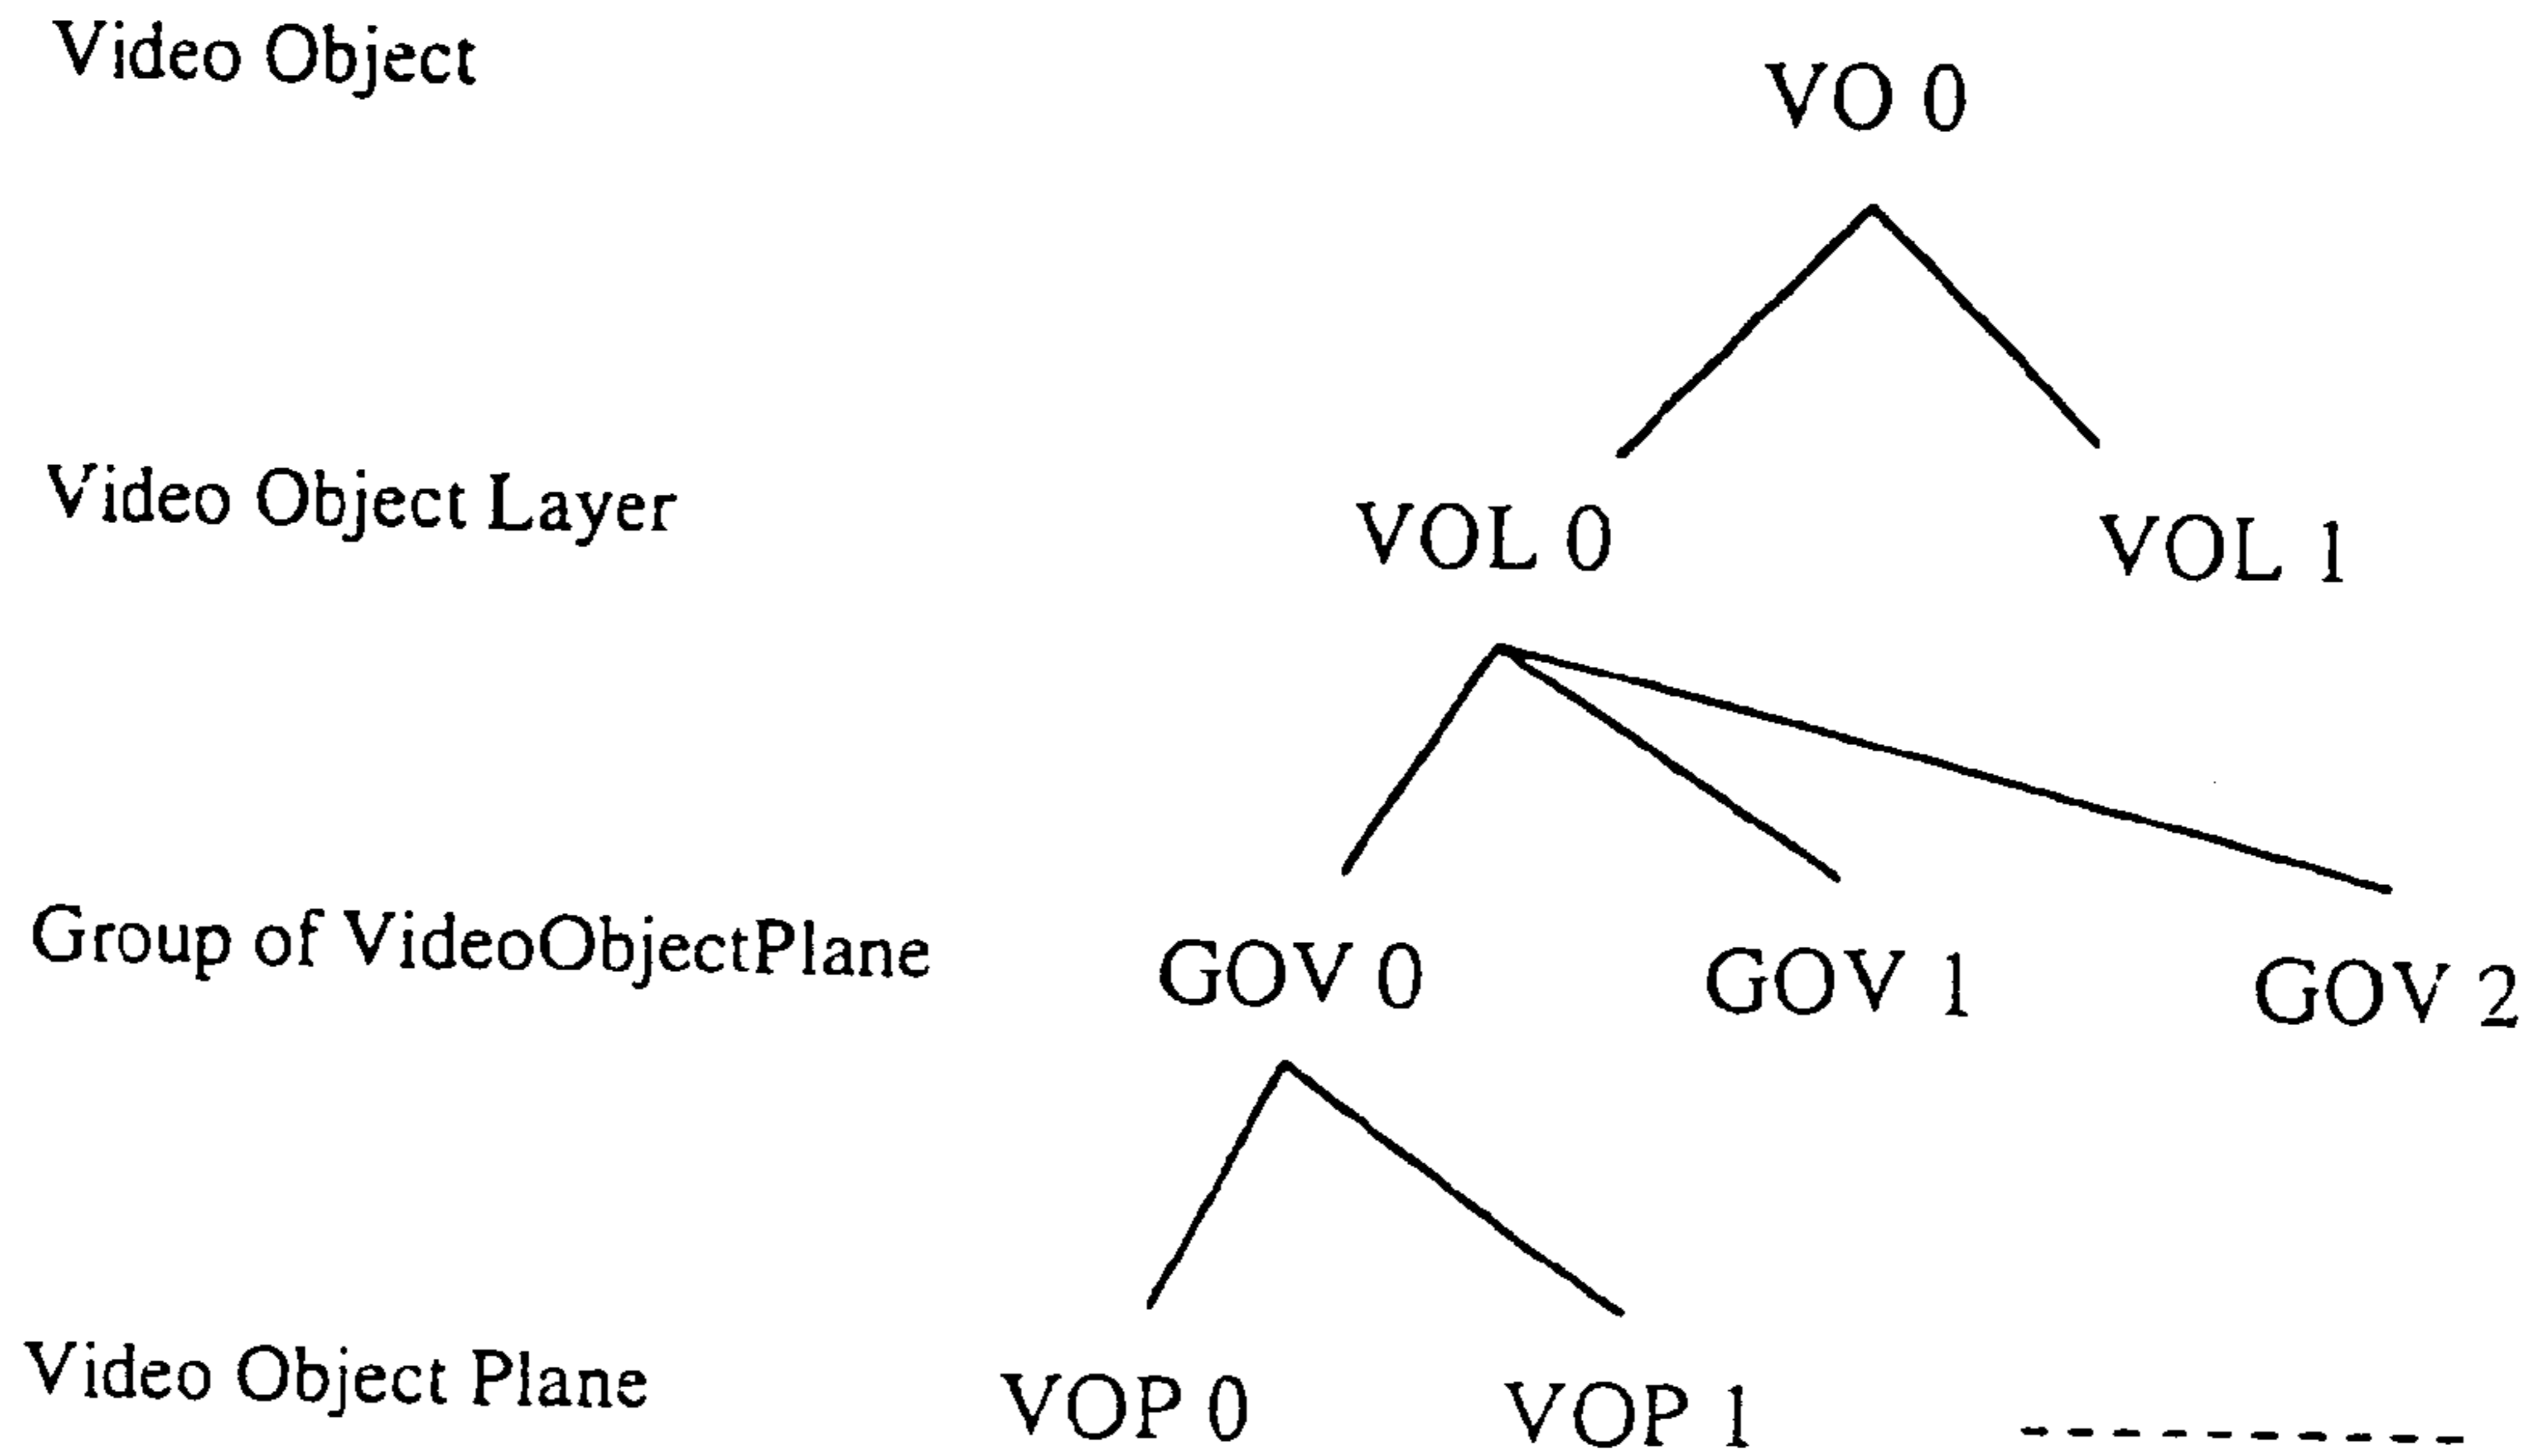 Video Object
VO 0
Video Object Layer
VOL 0
VOL 1
Group of VideoObjectPlane
GOV 0
GOV 1
GOV 2
Video Object Plane
VOP 0
VOP 1